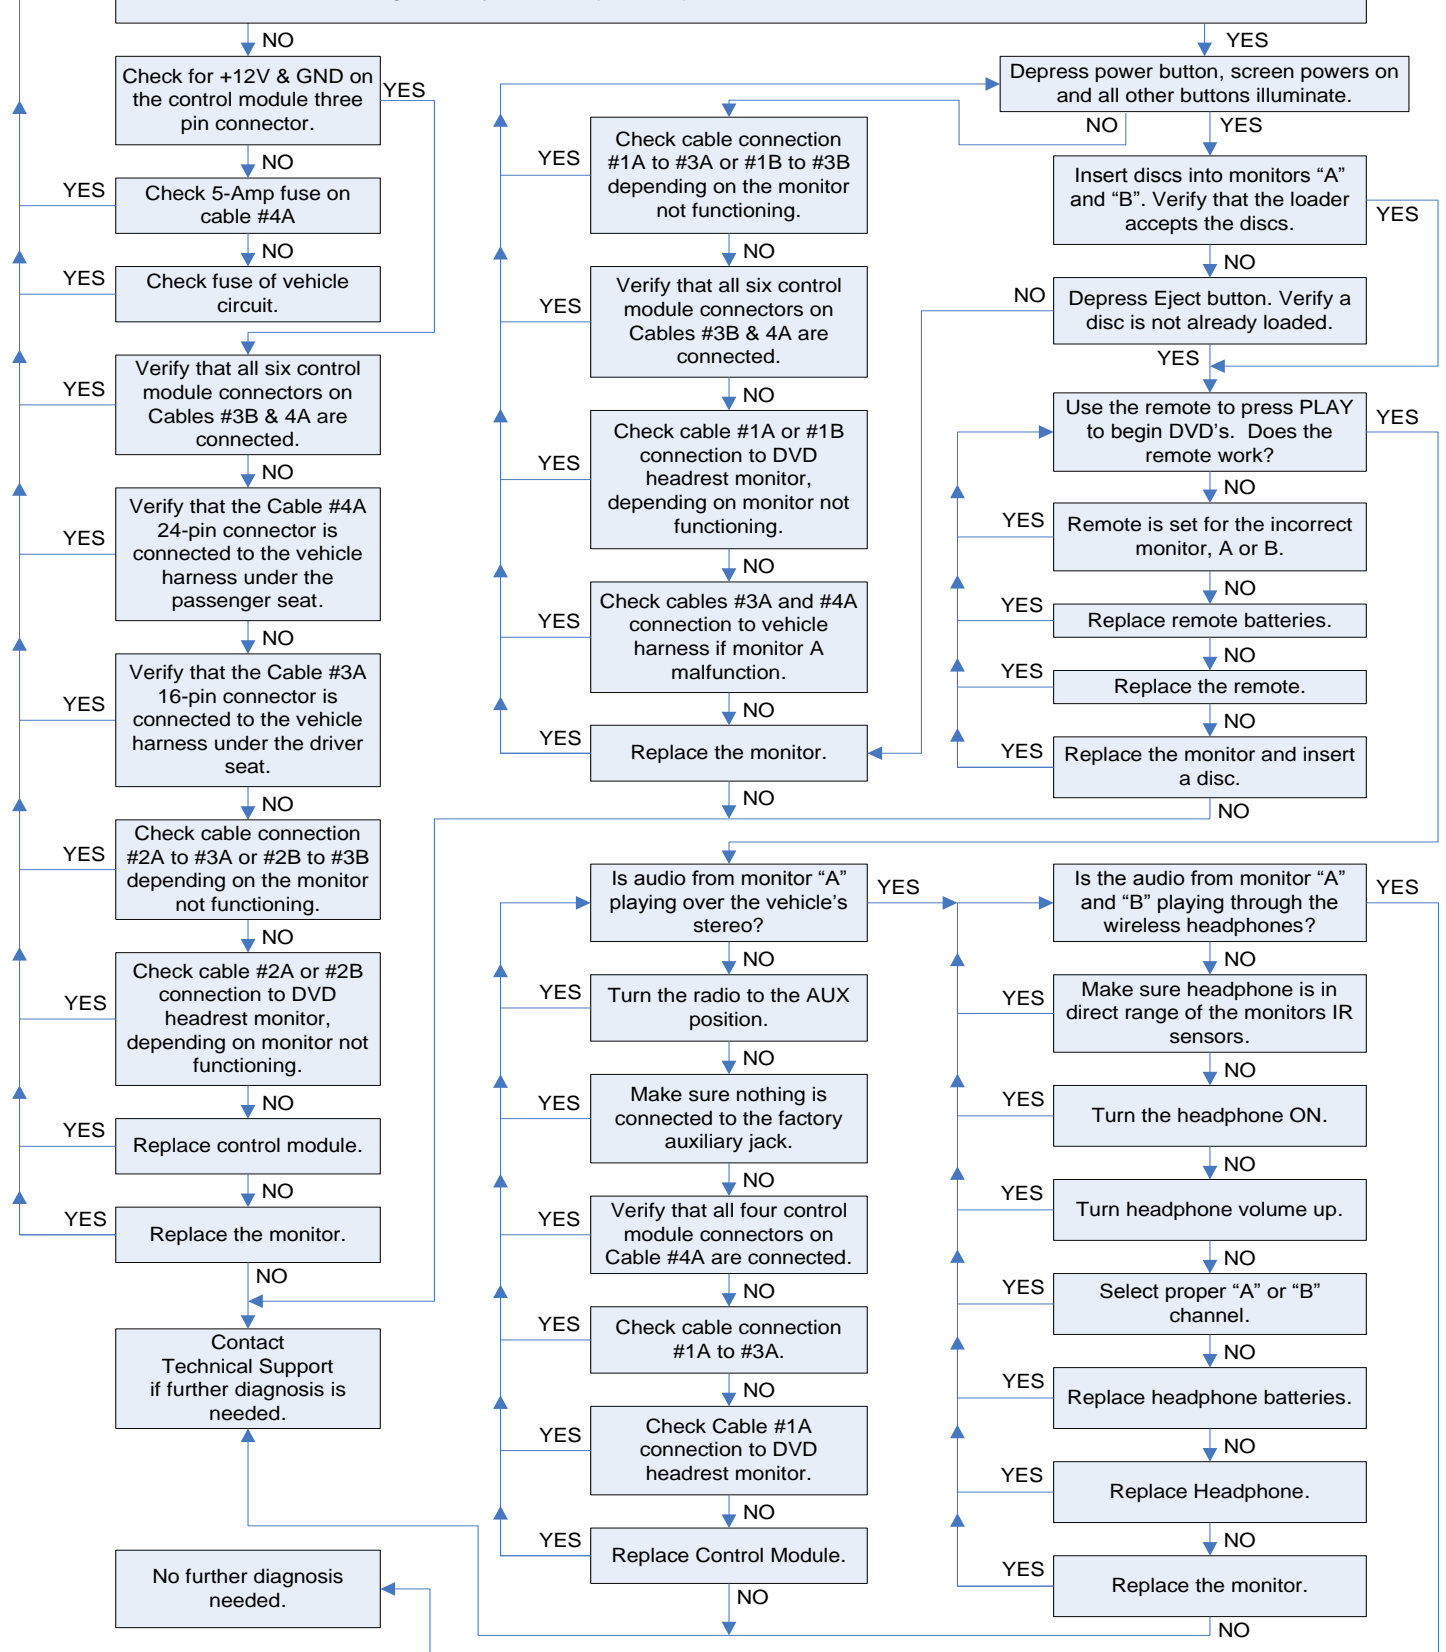 NO
YES
Check for +12V & GND on
the control module three
pin connector.
YES
NO
YES
Check 5-Amp fuse on
cable #4A
NO
YES
Check fuse of vehicle
circuit.
Verify that all six control
module connectors on
Cables #3B & 4A are
connected.
YES
NO
Verify that the Cable #4A
24-pin connector is
connected to the vehicle
harness under the
passenger seat.
YES
NO
Verify that the Cable #3A
16-pin connector is
connected to the vehicle
harness under the driver
seat.
YES
NO
Check cable connection
#2A to #3A or #2B to #3B
depending on the monitor
not functioning.
YES
NO
Check cable #2A or #2B
connection to DVD
headrest monitor,
depending on monitor not
functioning.
YES
NO
YES
Replace control module.
NO
YES
Replace the monitor.
NO
Contact
Technical Support
if further diagnosis is
needed.
No further diagnosis
needed.
Check cable connection
#1A to #3A or #1B to #3B
depending on the monitor
not functioning.
YES
NO
Verify that all six control
module connectors on
Cables #3B & 4A are
connected.
YES
NO
Check cable #1A or #1B
connection to DVD
headrest monitor,
depending on monitor not
functioning.
YES
NO
Check cables #3A and #4A
connection to vehicle
harness if monitor A
malfunction.
YES
NO
YES
Replace the monitor.
NO
Depress power button, screen powers on
and all other buttons illuminate.
NO
YES
Insert discs into monitors “A”
and “B”. Verify that the loader
accepts the discs.
YES
NO
NO
Depress Eject button. Verify a
disc is not already loaded.
YES
Use the remote to press PLAY
to begin DVD's.  Does the
remote work?
YES
NO
YES
Remote is set for the incorrect
monitor, A or B.
NO
YES
Replace remote batteries.
NO
YES
Replace the remote.
NO
YES
Replace the monitor and insert
a disc.
NO
Is audio from monitor “A”
playing over the vehicle's
stereo?
YES
NO
YES
Turn the radio to the AUX
position.
NO
YES
Make sure nothing is
connected to the factory
auxiliary jack.
NO
YES
Verify that all four control
module connectors on
Cable #4A are connected.
NO
YES
Check cable connection
#1A to #3A.
NO
YES
Check Cable #1A
connection to DVD
headrest monitor.
NO
YES
Replace Control Module.
NO
Is the audio from monitor “A”
and “B” playing through the
wireless headphones?
YES
NO
YES
Make sure headphone is in
direct range of the monitors IR
sensors.
NO
YES
Turn the headphone ON.
NO
YES
Turn headphone volume up.
NO
YES
Select proper “A” or “B”
channel.
NO
YES
Replace headphone batteries.
NO
YES
Replace Headphone.
NO
YES
Replace the monitor.
NO